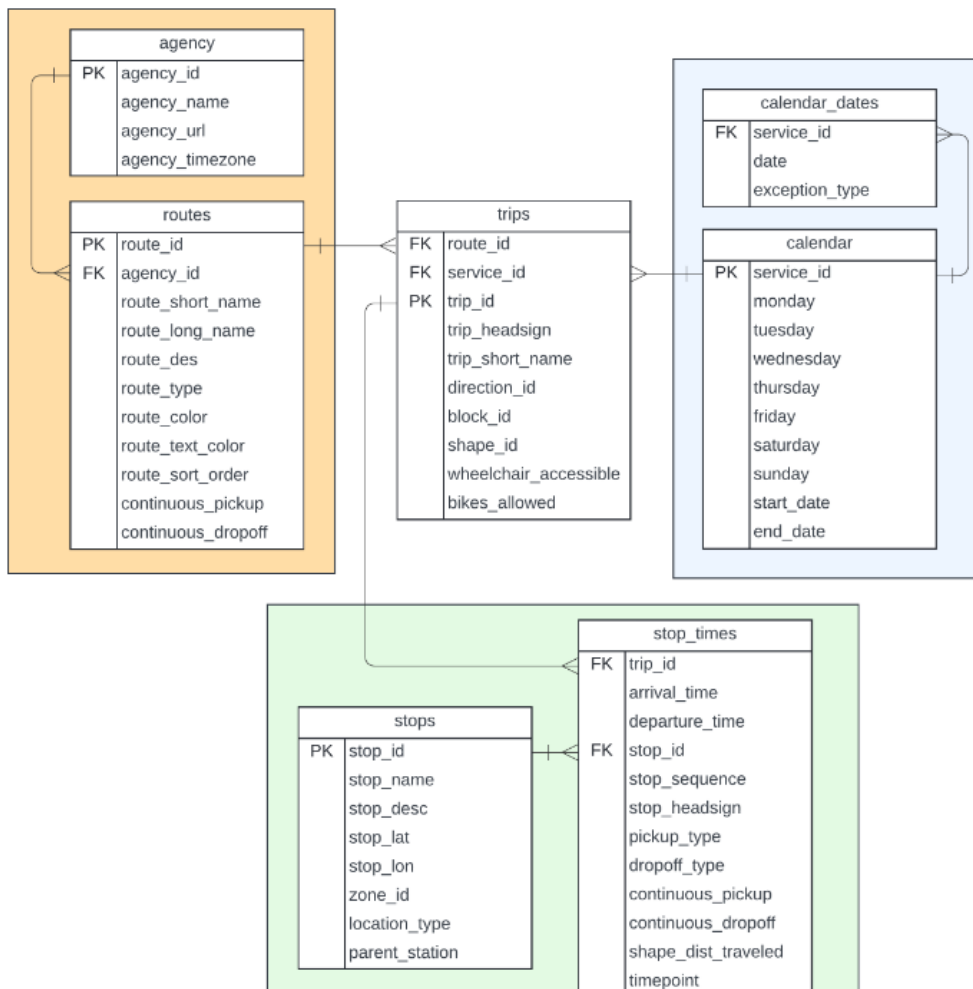 agency
PK agency_id
agency_name
agency_url
agency_timezone
routes
PK route_id
FK agency_id
route_short_name
route_long_name
route_des
route_type
route_color
route_text_color
route_sort_order
continuous_pickup
continuous_dropoff
trips
FK route_id
FK service_id
PK trip_id
trip_headsign
trip_short_name
direction_id
block_id
shape_id
wheelchair_accessible
bikes_allowed
calendar_dates
FK service_id
date
exception_type
calendar
PK service_id
monday
tuesday
wednesday
thursday
friday
saturday
sunday
start_date
end_date
stops
PK stop_id
stop_name
stop_desc
stop_lat
stop_lon
zone_id
location_type
parent_station
stop_times
FK trip_id
arrival_time
departure_time
FK stop_id
stop_sequence
stop_headsign
pickup_type
dropoff_type
continuous_pickup
continuous_dropoff
shape_dist_traveled
timepoint